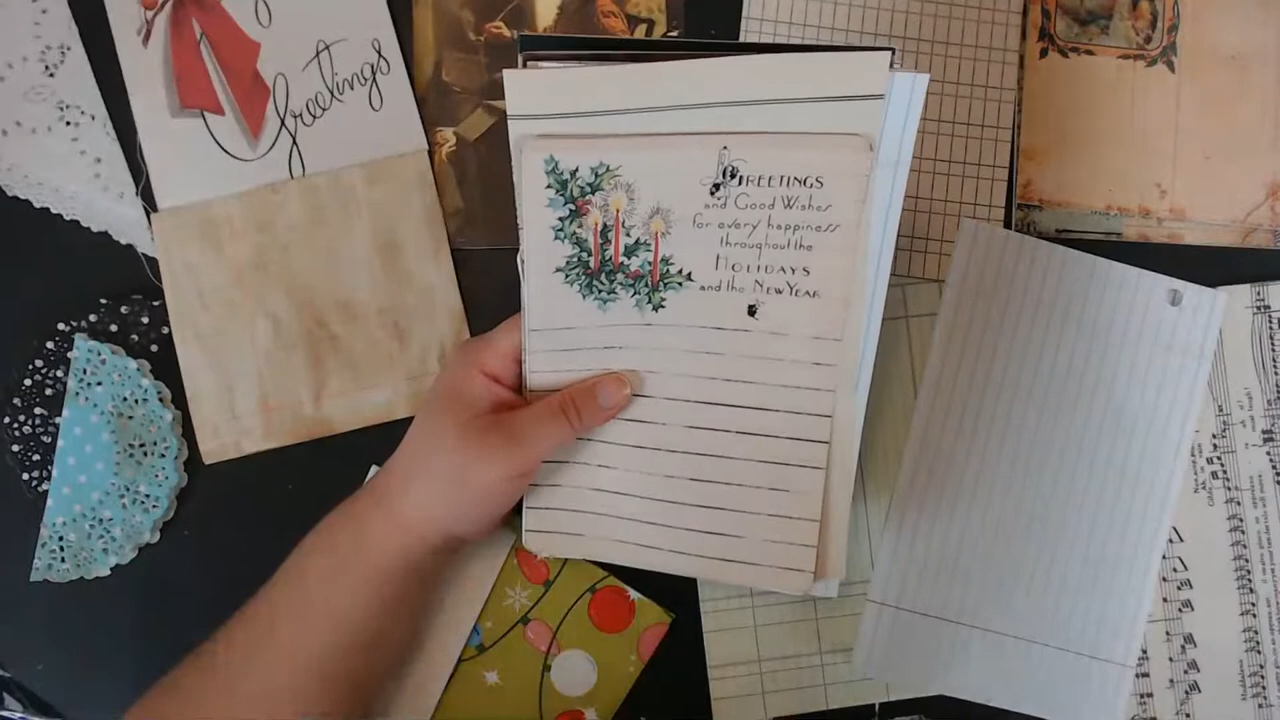 Greetings
GREETINGS
and Good Wishes
for every happiness
throughout the
HOLIDAYS
and the NEW YEAR